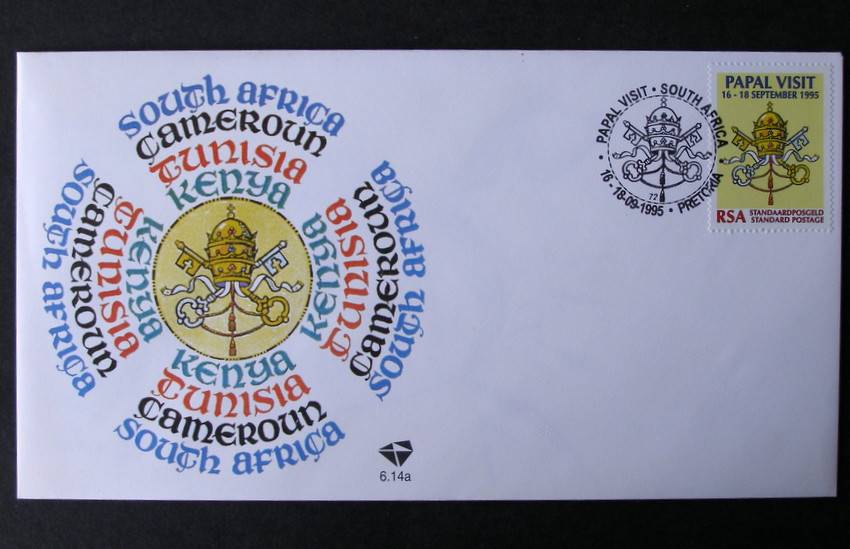 SOUTH AFRICA
CAMEROUN
TUNISIA
KENYA
SOUTH AFRICA
CAMEROUN
TUNISIA
KENYA
KENYA
TUNISIA
CAMEROUN
SOUTH AFRICA
KENYA
TUNISIA
CAMEROUN
SOUTH AFRICA
6.14a
PAPAL VISIT • SOUTH AFRICA
72
16-18-09-1995 • PRETORIA
PAPAL VISIT
16 - 18 SEPTEMBER 1995
RSA STANDAARDPOSGELD
STANDARD POSTAGE